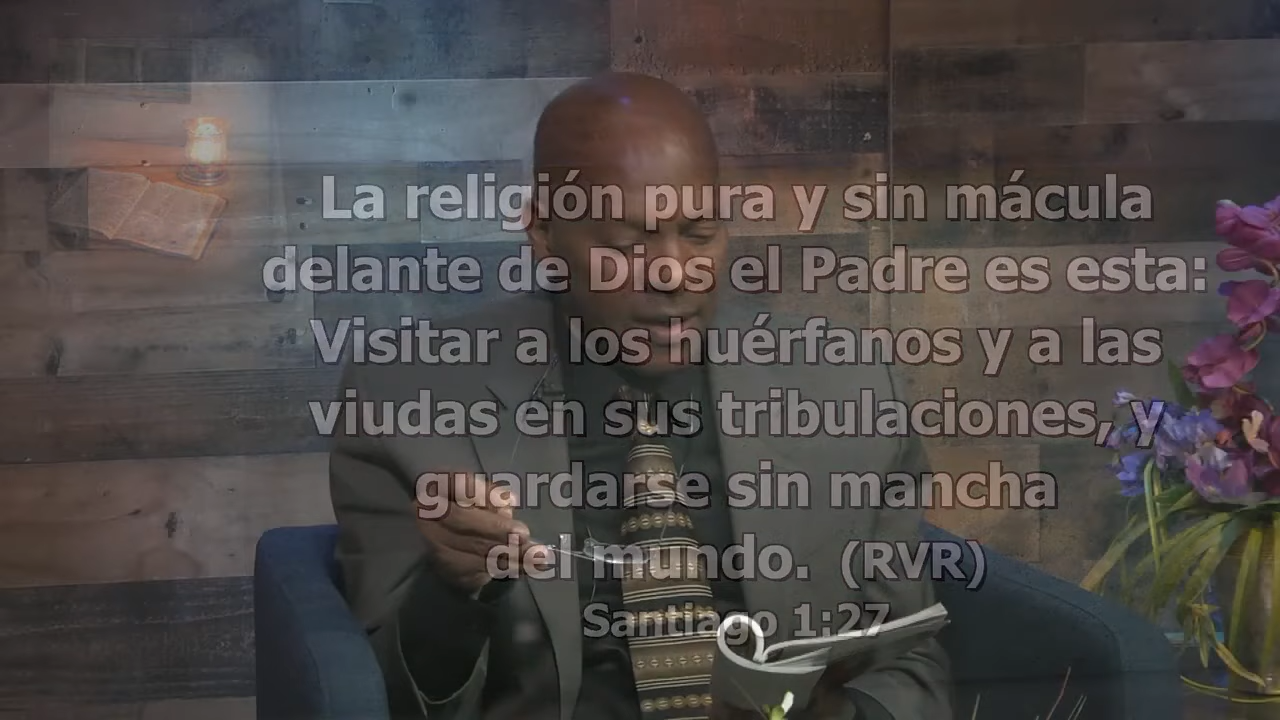 La religión pura y sin mácula
delante de Dios el Padre es esta:
Visitar a los huérfanos y a las
viudas en sus tribulaciones, y
guardarse sin mancha
del mundo. (RVR)
Santiago 1:27